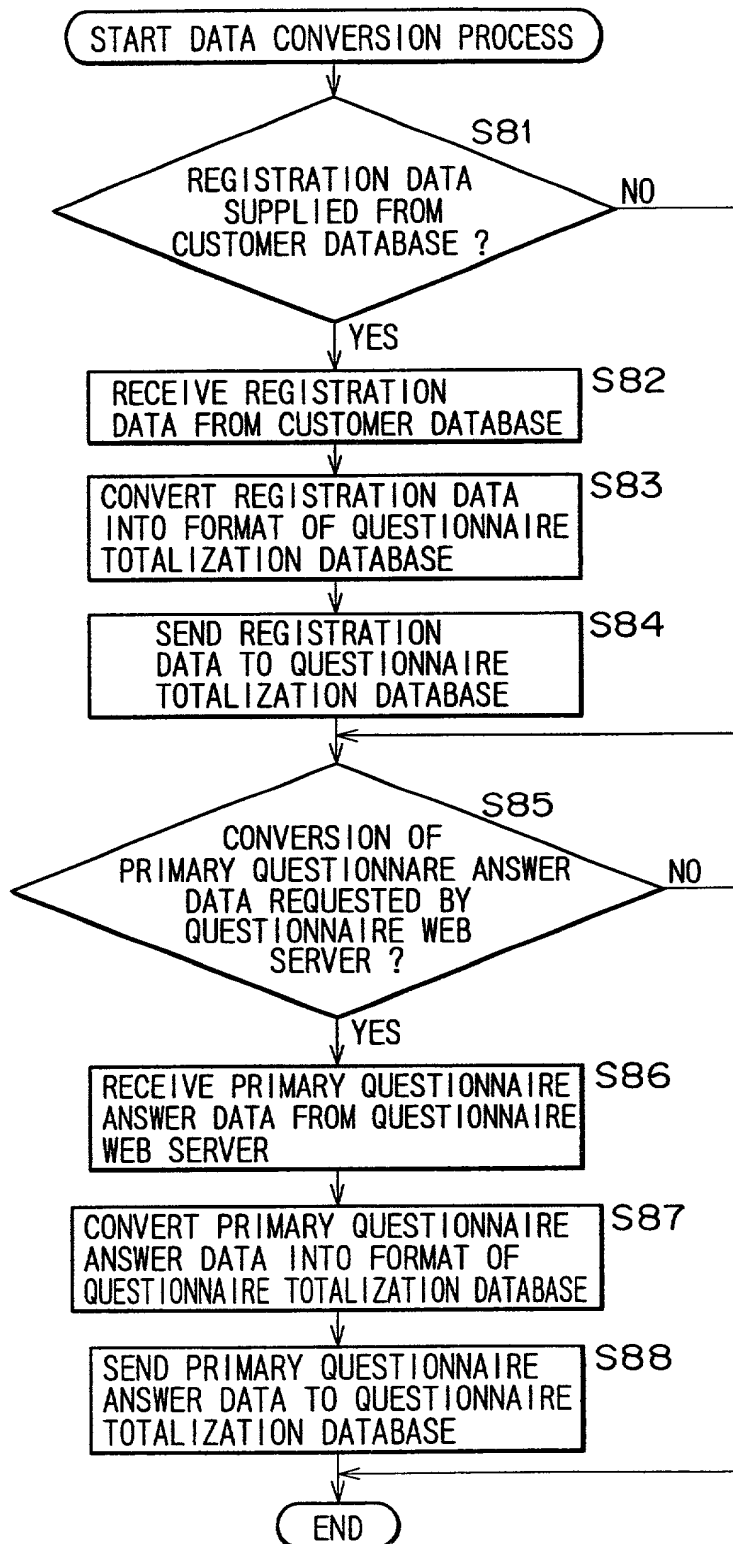 START DATA CONVERSION PROCESS
S81
REGISTRATION DATA
SUPPLIED FROM
CUSTOMER DATABASE ?
NO
YES
S82
RECEIVE REGISTRATION
DATA FROM CUSTOMER DATABASE
S83
CONVERT REGISTRATION DATA
INTO FORMAT OF QUESTIONNAIRE
TOTALIZATION DATABASE
S84
SEND REGISTRATION
DATA TO QUESTIONNAIRE
TOTALIZATION DATABASE
S85
CONVERSION OF
PRIMARY QUESTIONNARE ANSWER
DATA REQUESTED BY
QUESTIONNAIRE WEB
SERVER ?
NO
YES
S86
RECEIVE PRIMARY QUESTIONNAIRE
ANSWER DATA FROM QUESTIONNAIRE
WEB SERVER
S87
CONVERT PRIMARY QUESTIONNAIRE
ANSWER DATA INTO FORMAT OF
QUESTIONNAIRE TOTALIZATION DATABASE
S88
SEND PRIMARY QUESTIONNAIRE
ANSWER DATA TO QUESTIONNAIRE
TOTALIZATION DATABASE
END